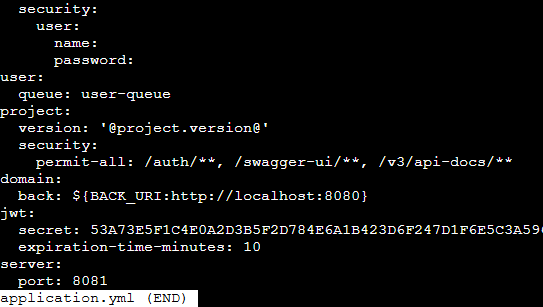 security:
user:
name:
password:
user:
queue: user-queue
project:
version: '@project.version@'
security:
permit-all: /auth/**, /swagger-ui/**, /v3/api-docs/**
domain:
back: ${BACK_URI:http://localhost:8080}
jwt:
secret: 53A73E5F1C4E0A2D3B5F2D784E6A1B423D6F247D1F6E5C3A59
expiration-time-minutes: 10
server:
port: 8081
application.yml (END)